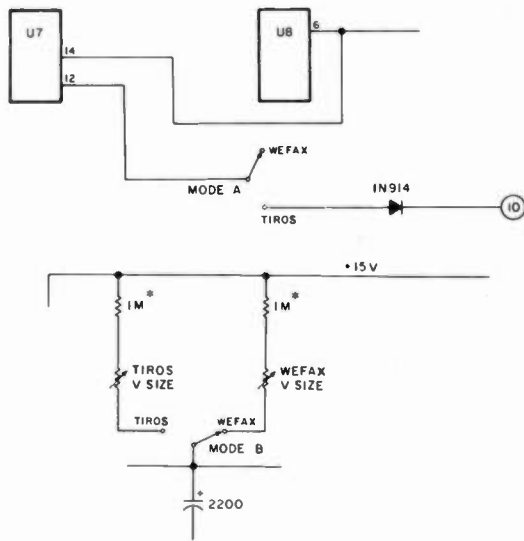 U7
14
12
U8
6
WEFAX
MODE A
TIROS
1N914
10
+15V
1M*
1M*
TIROS
V SIZE
WEFAX
V SIZE
TIROS
WEFAX
MODE B
+
2200